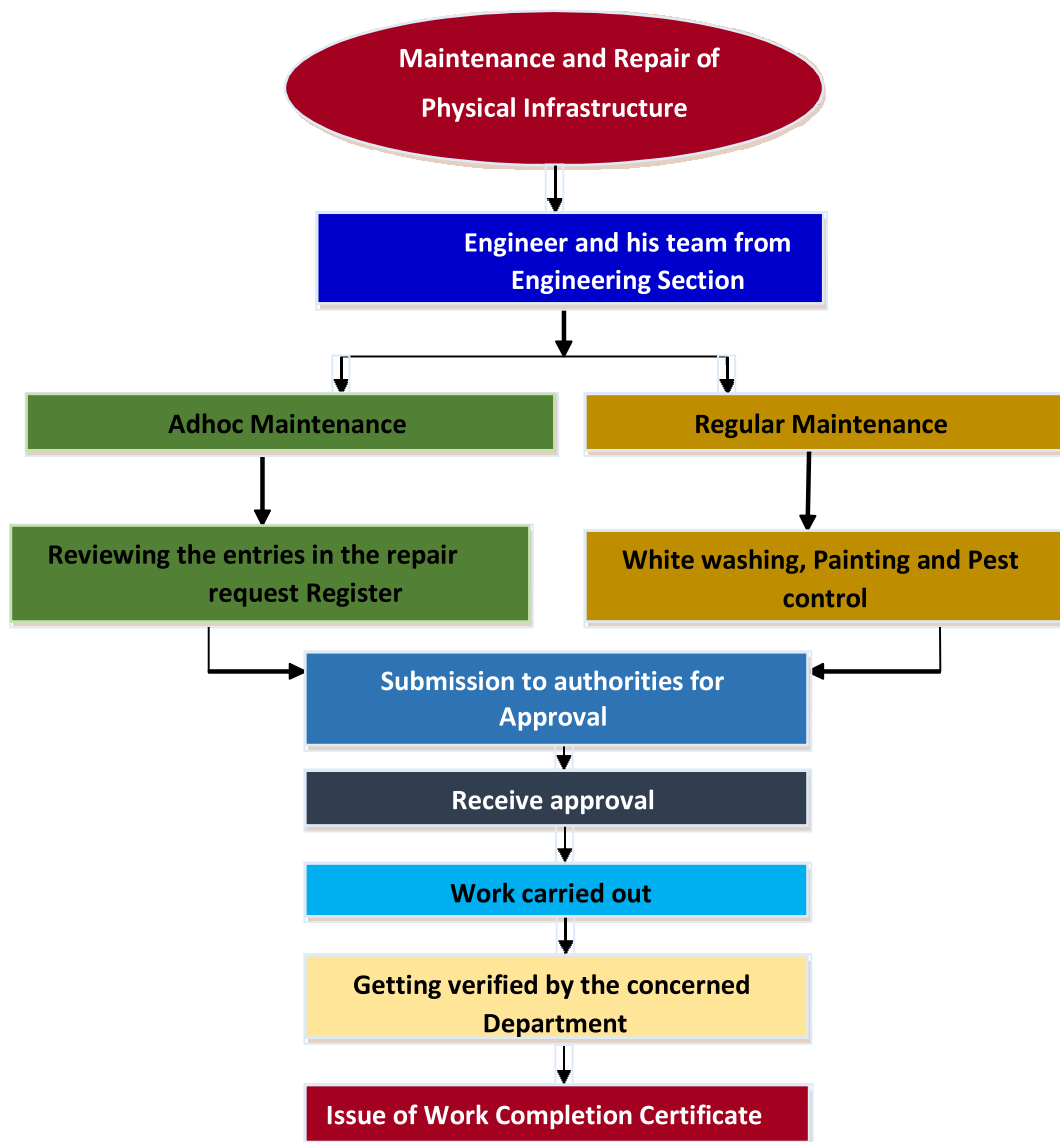 Maintenance and Repair of
Physical Infrastructure
Engineer and his team from
Engineering Section
Adhoc Maintenance
Regular Maintenance
Reviewing the entries in the repair
request Register
White washing, Painting and Pest
control
Submission to authorities for
Approval
Receive approval
Work carried out
Getting verified by the concerned
Department
Issue of Work Completion Certificate